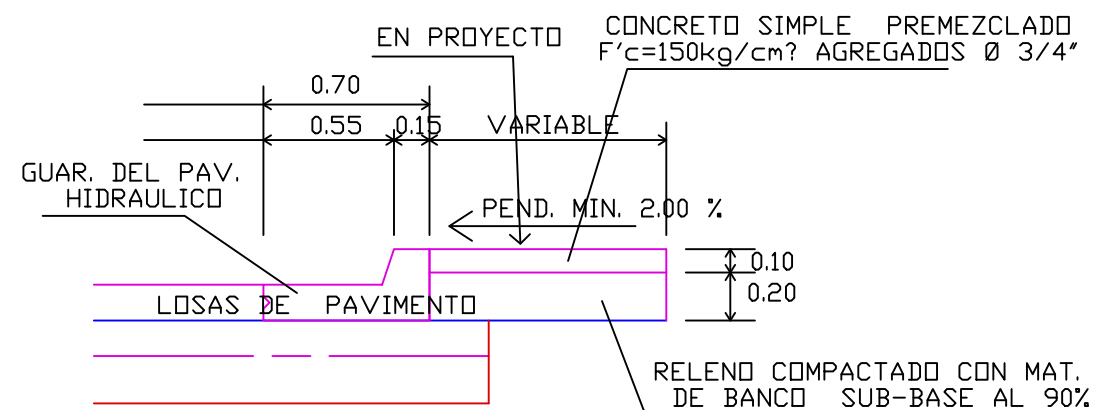 EN PROYECTO
CONCRETO SIMPLE PREMEZCLADO
F'c=150kg/cm? AGREGADOS Ø 3/4"
0.70
0.55
0.15
VARIABLE
GUAR. DEL PAV.
HIDRAULICO
PEND. MIN. 2.00 %
0.10
0.20
LOSAS DE PAVIMENTO
RELENO COMPACTADO CON MAT.
DE BANCO SUB-BASE AL 90%